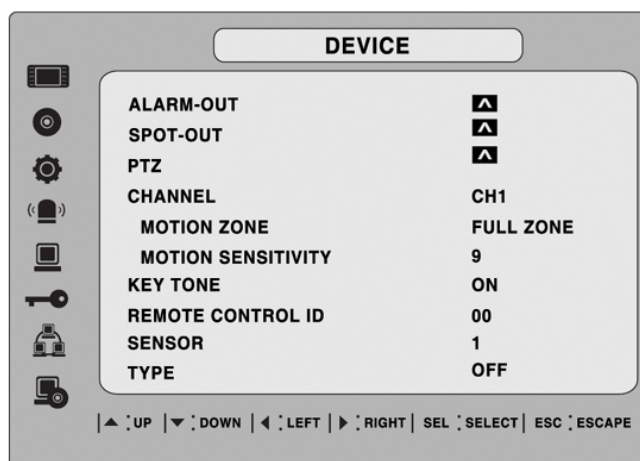 DEVICE
ALARM-OUT
SPOT-OUT
PTZ
CHANNEL CH1
MOTION ZONE FULL ZONE
MOTION SENSITIVITY 9
KEY TONE ON
REMOTE CONTROL ID 00
SENSOR 1
TYPE OFF
▲ : UP | ▼ : DOWN | ◀ : LEFT | ▶ : RIGHT | SEL : SELECT | ESC : ESCAPE